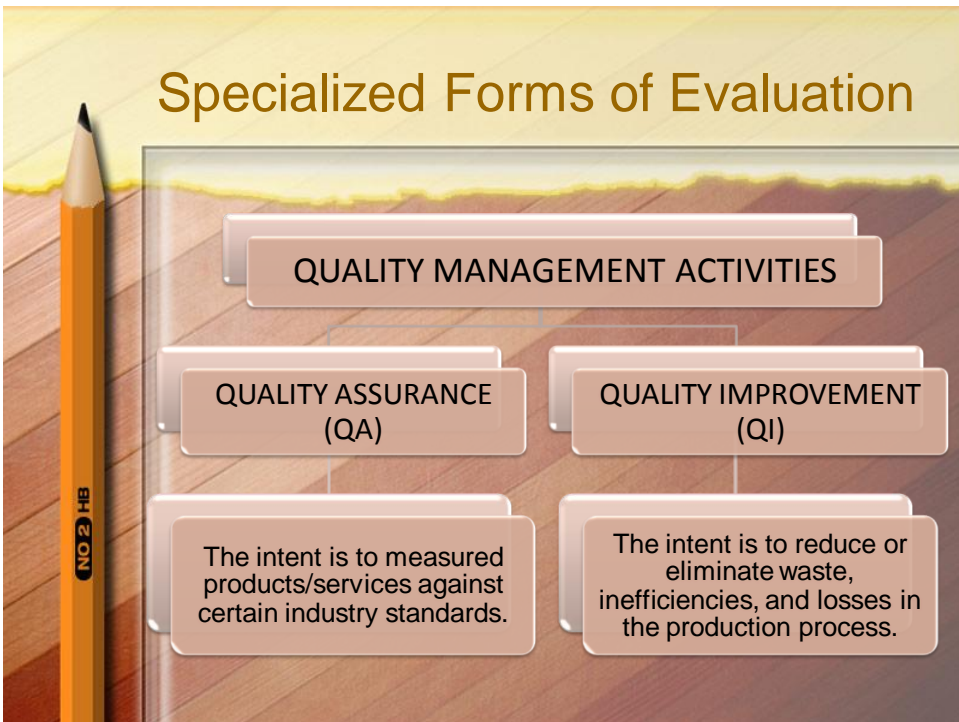 Specialized Forms of Evaluation
QUALITY MANAGEMENT ACTIVITIES
QUALITY ASSURANCE
(QA)
The intent is to measured
products/services against
certain industry standards.
QUALITY IMPROVEMENT
(QI)
The intent is to reduce or
eliminate waste,
inefficiencies, and losses in
the production process.
NO 2 HB